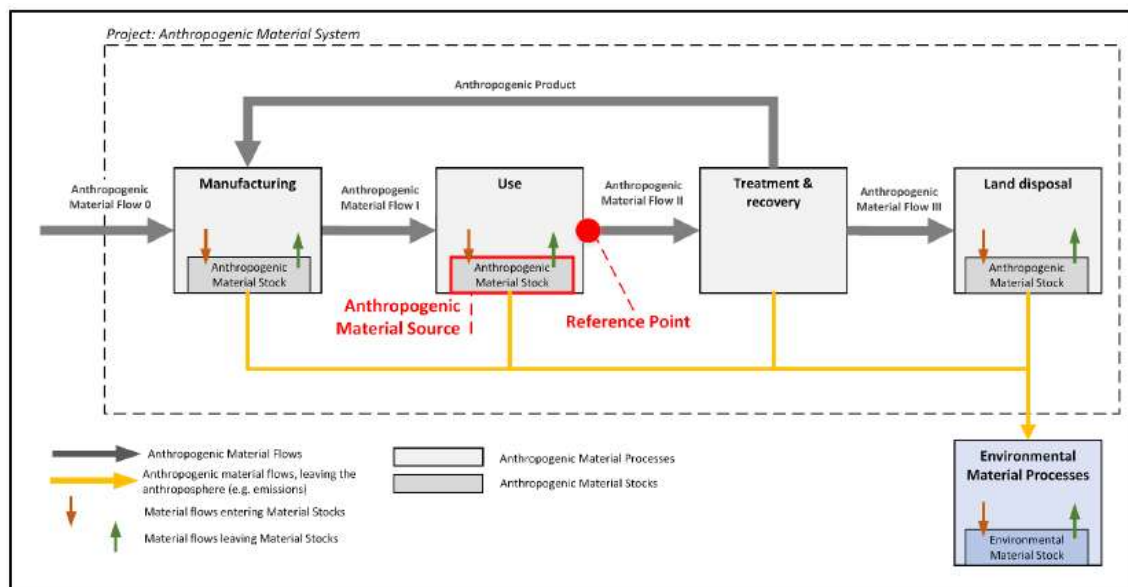 Project: Anthropogenic Material System
Anthropogenic Product
Anthropogenic
Material Flow 0
Manufacturing
Anthropogenic
Material Stock
Anthropogenic
Material Flow I
Use
Anthropogenic
Material Stock
Anthropogenic
Material Flow II
Treatment &
recovery
Anthropogenic
Material Flow III
Land disposal
Anthropogenic
Material Stock
Anthropogenic
Material Source
Reference Point
Anthropogenic Material Flows
Anthropogenic material flows, leaving the
anthroposphere (e.g. emissions)
Material flows entering Material Stocks
Material flows leaving Material Stocks
Anthropogenic Material Processes
Anthropogenic Material Stocks
Environmental
Material Processes
Environmental
Material Stock